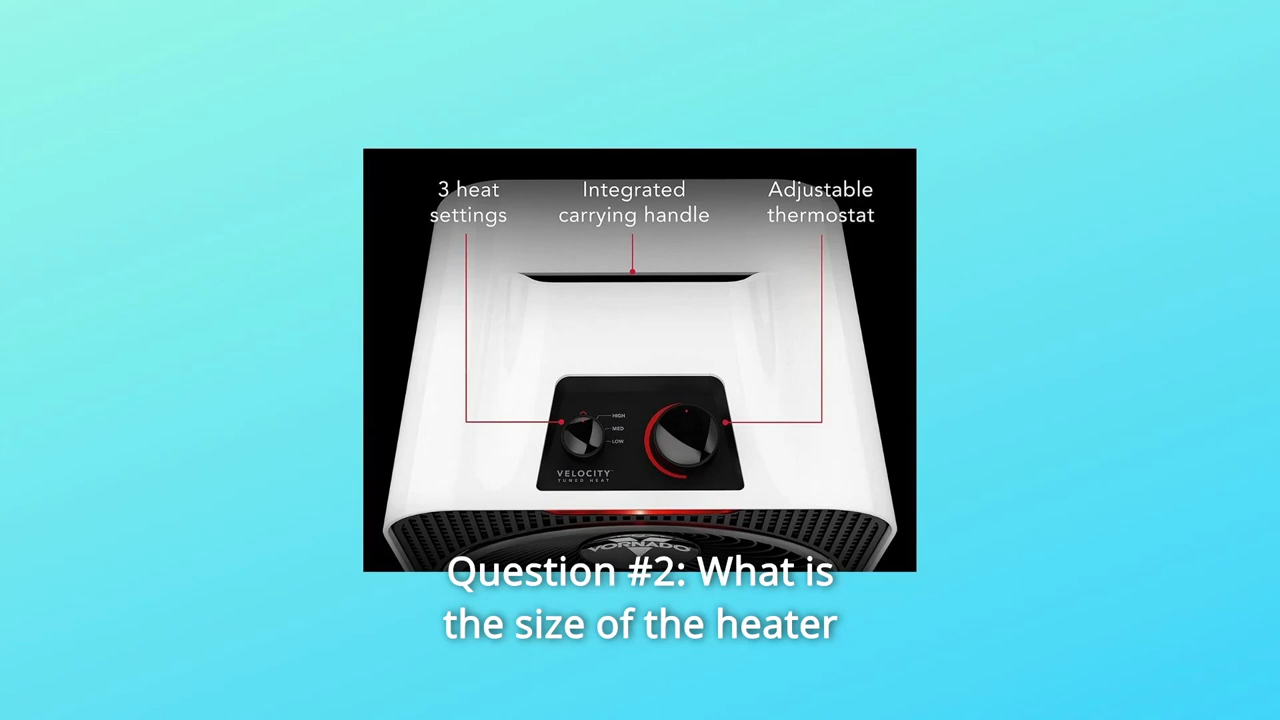 3 heat
settings
Integrated
carrying handle
Adjustable
thermostat
HIGH
MED
LOW
VELOCITY
TUNED HEAT
VORNADO
Question #2: What is
the size of the heater